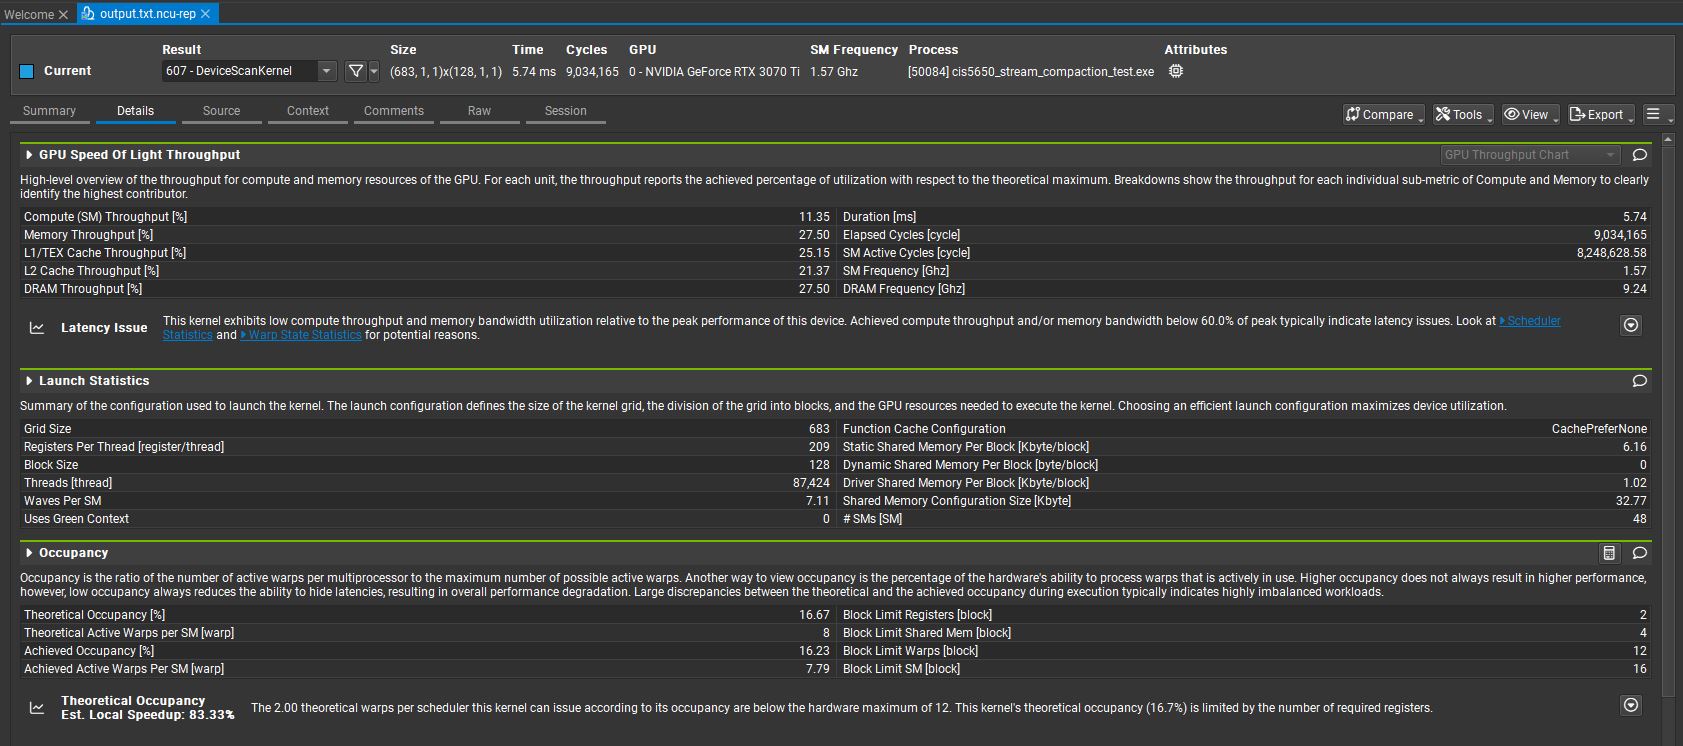 Welcome
output.txt.ncu-rep
Result Size Time Cycles GPU SM Frequency Process Attributes
Current 607 - DeviceScanKernel (683, 1, 1)x(128, 1, 1) 5.74 ms 9,034,165 0 - NVIDIA GeForce RTX 3070 Ti 1.57 Ghz [50084] cis5650_stream_compaction_test.exe
Summary Details Source Context Comments Raw Session Compare Tools View Export
GPU Speed Of Light Throughput GPU Throughput Chart
High-level overview of the throughput for compute and memory resources of the GPU. For each unit, the throughput reports the achieved percentage of utilization with respect to the theoretical maximum. Breakdowns show the throughput for each individual sub-metric of Compute and Memory to clearly
identify the highest contributor.
Compute (SM) Throughput [%] 11.35 Duration [ms] 5.74
Memory Throughput [%] 27.50 Elapsed Cycles [cycle] 9,034,165
L1/TEX Cache Throughput [%] 25.15 SM Active Cycles [cycle] 8,248,628.58
L2 Cache Throughput [%] 21.37 SM Frequency [Ghz] 1.57
DRAM Throughput [%] 27.50 DRAM Frequency [Ghz] 9.24
Latency Issue This kernel exhibits low compute throughput and memory bandwidth utilization relative to the peak performance of this device. Achieved compute throughput and/or memory bandwidth below 60.0% of peak typically indicate latency issues. Look at Scheduler
Statistics and Warp State Statistics for potential reasons.
Launch Statistics
Summary of the configuration used to launch the kernel. The launch configuration defines the size of the kernel grid, the division of the grid into blocks, and the GPU resources needed to execute the kernel. Choosing an efficient launch configuration maximizes device utilization.
Grid Size 683 Function Cache Configuration CachePreferNone
Registers Per Thread [register/thread] 209 Static Shared Memory Per Block [Kbyte/block] 6.16
Block Size 128 Dynamic Shared Memory Per Block [byte/block] 0
Threads [thread] 87,424 Driver Shared Memory Per Block [Kbyte/block] 1.02
Waves Per SM 7.11 Shared Memory Configuration Size [Kbyte] 32.77
Uses Green Context 0 # SMs [SM] 48
Occupancy
Occupancy is the ratio of the number of active warps per multiprocessor to the maximum number of possible active warps. Another way to view occupancy is the percentage of the hardware's ability to process warps that is actively in use. Higher occupancy does not always result in higher performance,
however, low occupancy always reduces the ability to hide latencies, resulting in overall performance degradation. Large discrepancies between the theoretical and the achieved occupancy during execution typically indicates highly imbalanced workloads.
Theoretical Occupancy [%] 16.67 Block Limit Registers [block] 2
Theoretical Active Warps per SM [warp] 8 Block Limit Shared Mem [block] 4
Achieved Occupancy [%] 16.23 Block Limit Warps [block] 12
Achieved Active Warps Per SM [warp] 7.79 Block Limit SM [block] 16
Theoretical Occupancy
Est. Local Speedup: 83.33%
The 2.00 theoretical warps per scheduler this kernel can issue according to its occupancy are below the hardware maximum of 12. This kernel's theoretical occupancy (16.7%) is limited by the number of required registers.